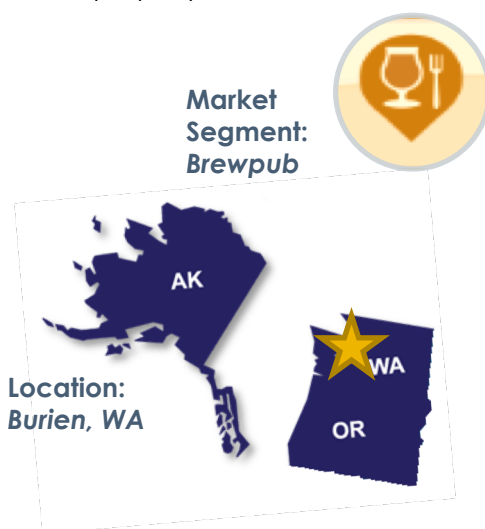 Market
Segment:
Brewpub
AK
WA
Location:
Burien, WA
OR